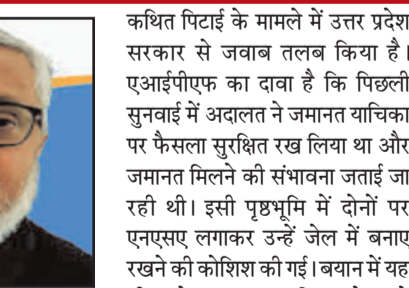 कथित पिटाई के मामले में उत्तर प्रदेश
सरकार से जवाब तलब किया है।
एआईपीएफ का दावा है कि पिछली
सुनवाई में अदालत ने जमानत याचिका
पर फैसला सुरक्षित रख लिया था और
जमानत मिलने की संभावना जताई जा
रही थी। इसी पृष्ठभूमि में दोनों पर
एनएसए लगाकर उन्हें जेल में बनाए
रखने की कोशिश की गई। बयान में यह